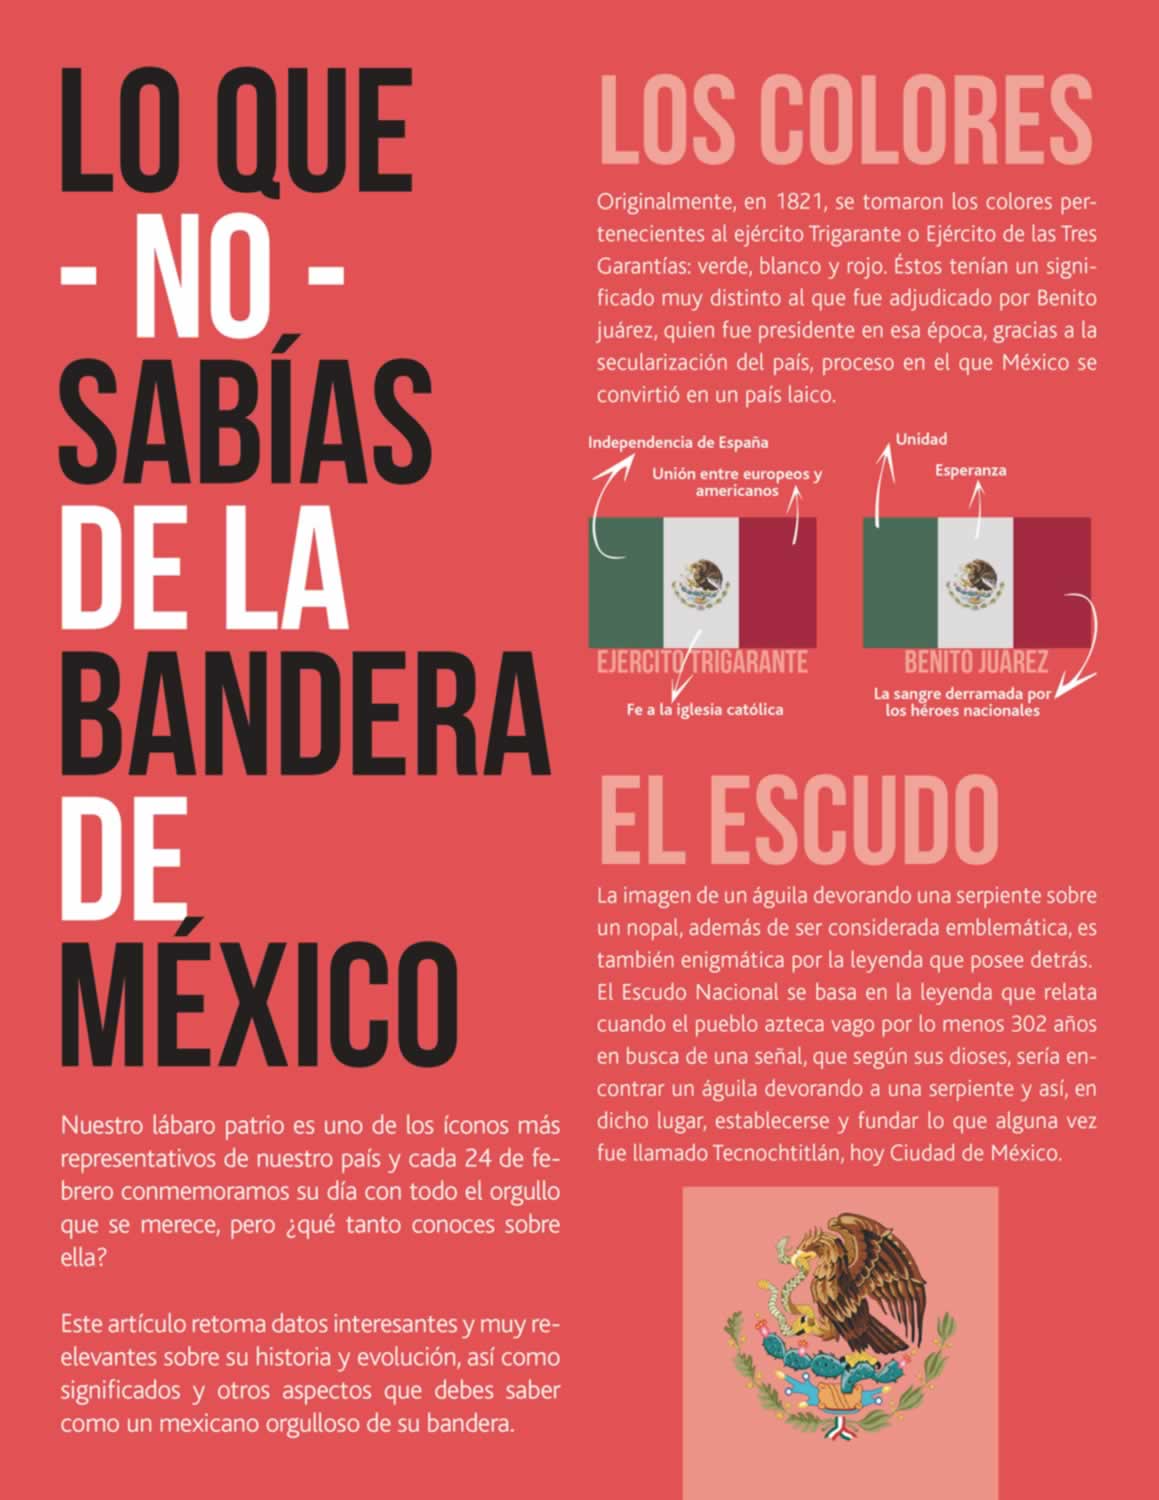 LO QUE
- NO -
SABÍAS
DE LA
BANDERA
DE
MÉXICO
Nuestro lábaro patrio es uno de los íconos más
representativos de nuestro país y cada 24 de fe-
brero conmemoramos su día con todo el orgullo
que se merece, pero ¿qué tanto conoces sobre
ella?
Este artículo retoma datos interesantes y muy re-
elevantes sobre su historia y evolución, así como
significados y otros aspectos que debes saber
como un mexicano orgulloso de su bandera.
LOS COLORES
Originalmente, en 1821, se tomaron los colores per-
tenecientes al ejército Trigarante o Ejército de las Tres
Garantías: verde, blanco y rojo. Éstos tenían un signi-
ficado muy distinto al que fue adjudicado por Benito
juárez, quien fue presidente en esa época, gracias a la
secularización del país, proceso en el que México se
convirtió en un país laico.
Independencia de España
Unión entre europeos y
americanos
EJERCITO TRIGARANTE
Fe a la iglesia católica
Unidad
Esperanza
BENITO JUAREZ
La sangre derramada por
los héroes nacionales
EL ESCUDO
La imagen de un águila devorando una serpiente sobre
un nopal, además de ser considerada emblemática, es
también enigmática por la leyenda que posee detrás.
El Escudo Nacional se basa en la leyenda que relata
cuando el pueblo azteca vago por lo menos 302 años
en busca de una señal, que según sus dioses, sería en-
contrar un águila devorando a una serpiente y así, en
dicho lugar, establecerse y fundar lo que alguna vez
fue llamado Tecnochtitlán, hoy Ciudad de México.